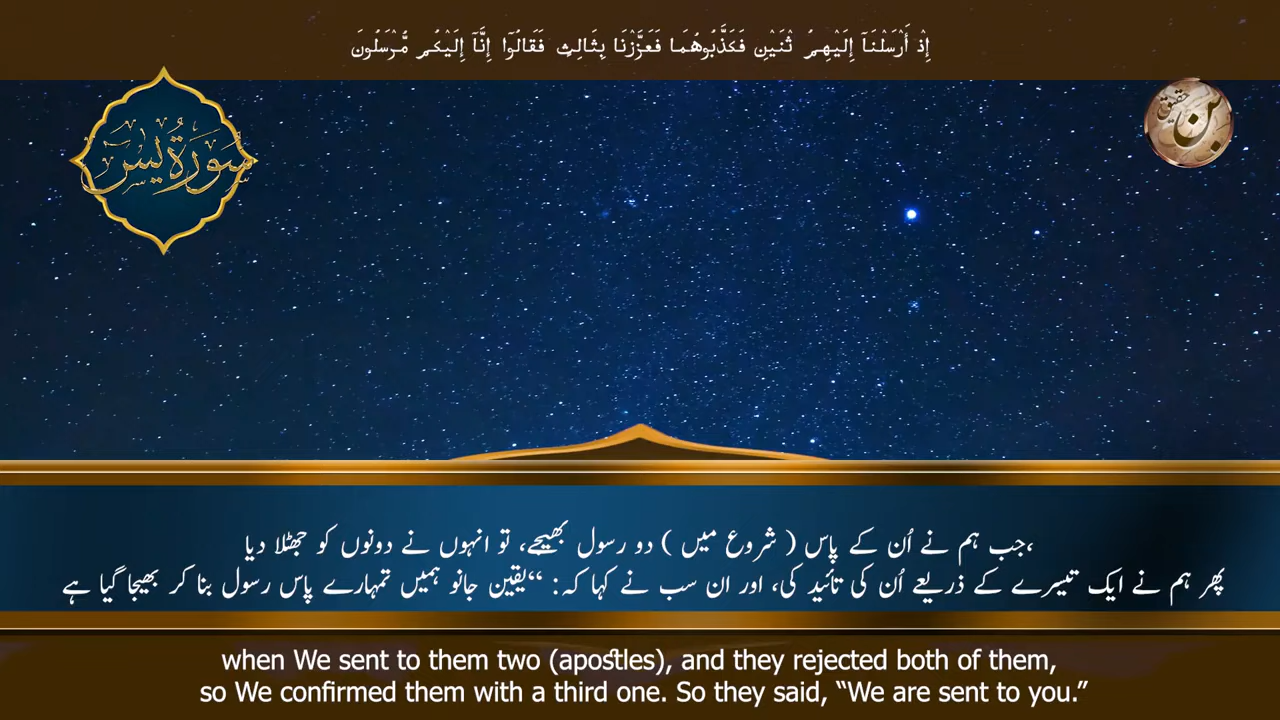 إِذْ أَرْسَلْنَآ إِلَيْهِمُ ٱثْنَيْنِ فَكَذَّبُوهُمَا فَعَزَّزْنَا بِثَالِثٍ فَقَالُوٓا۟ إِنَّآ إِلَيْكُم مُّرْسَلُونَ
سُورَةُ يس
حقیق
جب ہم نے اُن کے پاس ( شروع میں ) دو رسول بھیجے، تو انہوں نے دونوں کو جھٹلا دیا،
پھر ہم نے ایک تیسرے کے ذریعے اُن کی تائید کی، اور ان سب نے کہا کہ: “یقین جانو ہمیں تمہارے پاس رسول بنا کر بھیجا گیا ہے
when We sent to them two (apostles), and they rejected both of them,
so We confirmed them with a third one. So they said, “We are sent to you.”